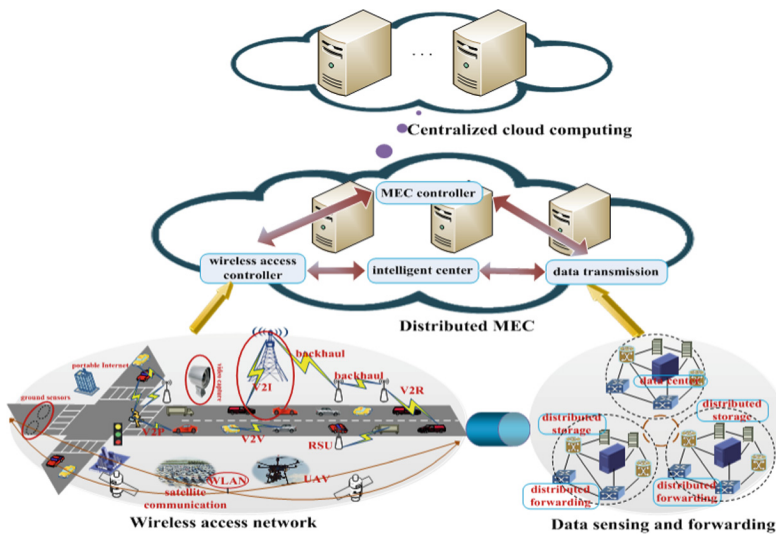 ...
Centralized cloud computing
MEC controller
wireless access
controller
intelligent center
data transmission
Distributed MEC
portable Internet
video capture
backhaul
backhaul
V2I
V2R
ground sensors
V2P
V2V
RSU
WLAN
UAV
satellite
communication
Wireless access network
data center
distributed
storage
distributed
storage
distributed
forwarding
distributed
forwarding
Data sensing and forwarding